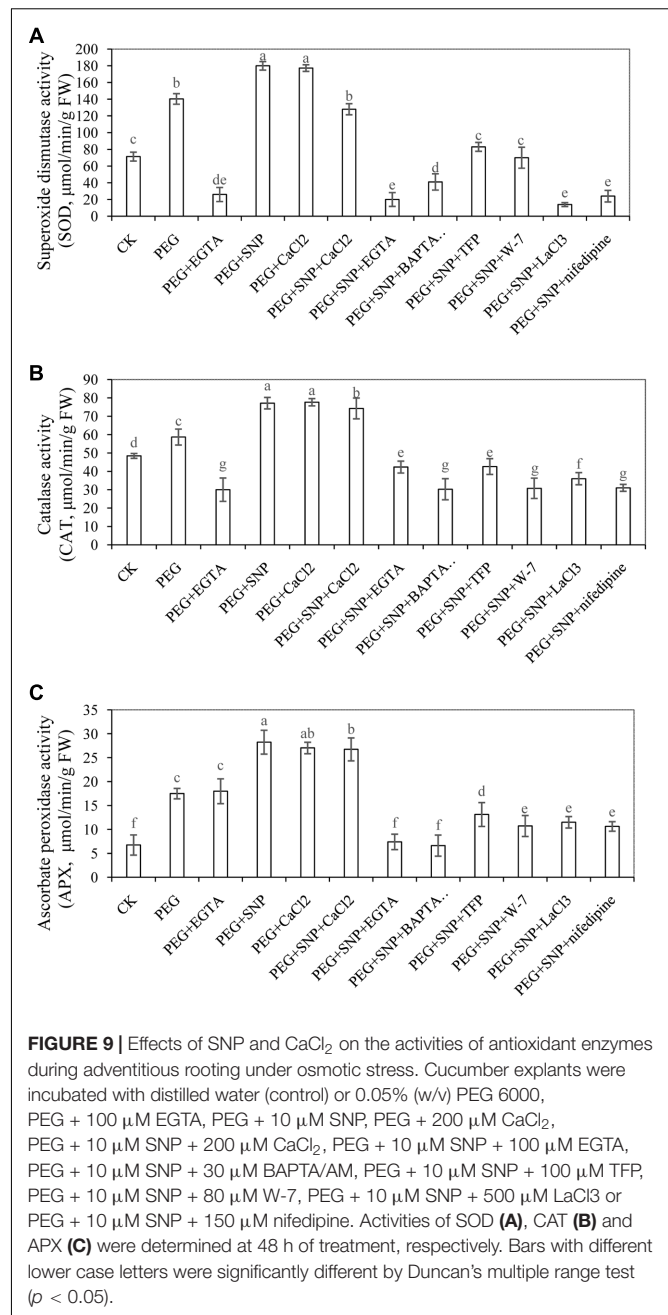 A
Superoxide dismutase activity
(SOD, μmol/min/g FW)
200
180
160
140
120
100
80
60
40
20
0
c
b
de
a
a
b
e
d
c
c
e
e
CK
PEG
PEG+EGTA
PEG+SNP
PEG+CaCl2
PEG+SNP+CaCl2
PEG+SNP+EGTA
PEG+SNP+BAPTA..
PEG+SNP+TFP
PEG+SNP+W-7
PEG+SNP+LaCl3
PEG+SNP+nifedipine
B
Catalase activity
(CAT, μmol/min/g FW)
90
80
70
60
50
40
30
20
10
0
d
c
g
a
a
b
e
g
e
g
f
g
CK
PEG
PEG+EGTA
PEG+SNP
PEG+CaCl2
PEG+SNP+CaCl2
PEG+SNP+EGTA
PEG+SNP+BAPTA..
PEG+SNP+TFP
PEG+SNP+W-7
PEG+SNP+LaCl3
PEG+SNP+nifedipine
C
Ascorbate peroxidase activity
(APX, μmol/min/g FW)
35
30
25
20
15
10
5
0
f
c
c
a
ab
b
f
f
d
e
e
e
CK
PEG
PEG+EGTA
PEG+SNP
PEG+CaCl2
PEG+SNP+CaCl2
PEG+SNP+EGTA
PEG+SNP+BAPTA..
PEG+SNP+TFP
PEG+SNP+W-7
PEG+SNP+LaCl3
PEG+SNP+nifedipine
FIGURE 9 | Effects of SNP and CaCl₂ on the activities of antioxidant enzymes
during adventitious rooting under osmotic stress. Cucumber explants were
incubated with distilled water (control) or 0.05% (w/v) PEG 6000,
PEG + 100 μM EGTA, PEG + 10 μM SNP, PEG + 200 μM CaCl₂,
PEG + 10 μM SNP + 200 μM CaCl₂, PEG + 10 μM SNP + 100 μM EGTA,
PEG + 10 μM SNP + 30 μM BAPTA/AM, PEG + 10 μM SNP + 100 μM TFP,
PEG + 10 μM SNP + 80 μM W-7, PEG + 10 μM SNP + 500 μM LaCl3 or
PEG + 10 μM SNP + 150 μM nifedipine. Activities of SOD (A), CAT (B) and
APX (C) were determined at 48 h of treatment, respectively. Bars with different
lower case letters were significantly different by Duncan's multiple range test
(p < 0.05).